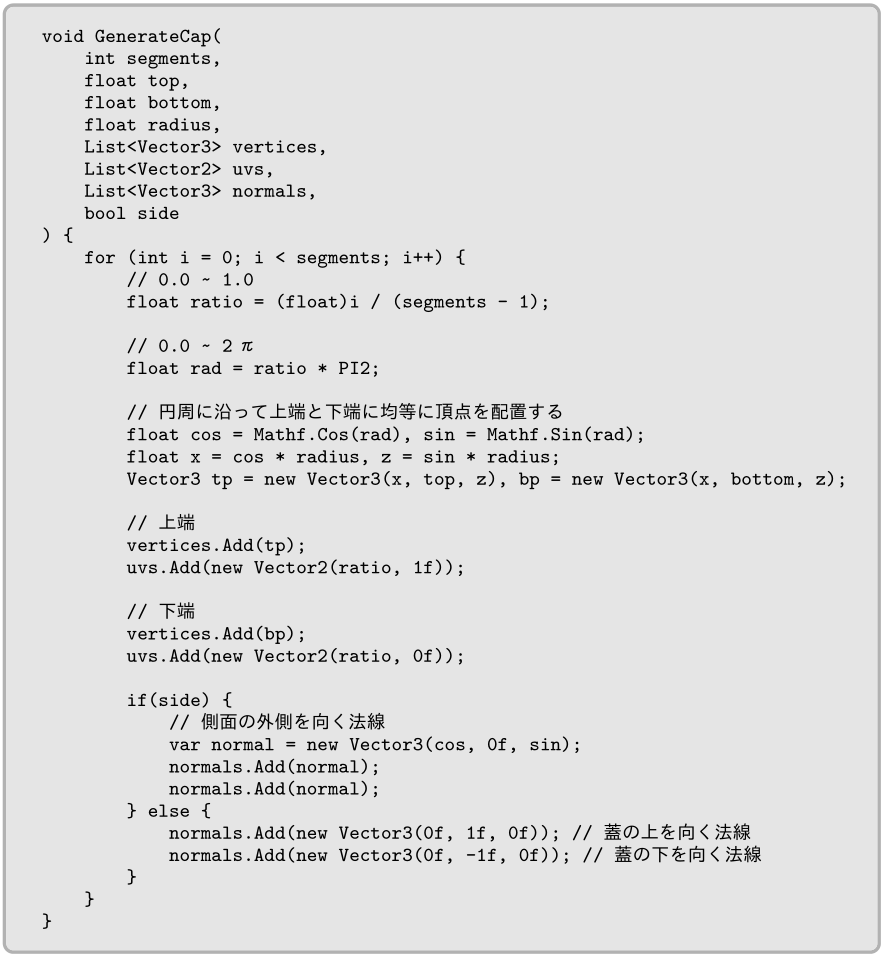 void GenerateCap(
    int segments,
    float top,
    float bottom,
    float radius,
    List<Vector3> vertices,
    List<Vector2> uvs,
    List<Vector3> normals,
    bool side
) {
    for (int i = 0; i < segments; i++) {
        // 0.0 ~ 1.0
        float ratio = (float)i / (segments - 1);

        // 0.0 ~ 2 π
        float rad = ratio * PI2;

        // 円周に沿って上端と下端に均等に頂点を配置する
        float cos = Mathf.Cos(rad), sin = Mathf.Sin(rad);
        float x = cos * radius, z = sin * radius;
        Vector3 tp = new Vector3(x, top, z), bp = new Vector3(x, bottom, z);

        // 上端
        vertices.Add(tp);
        uvs.Add(new Vector2(ratio, 1f));

        // 下端
        vertices.Add(bp);
        uvs.Add(new Vector2(ratio, 0f));

        if(side) {
            // 側面の外側を向く法線
            var normal = new Vector3(cos, 0f, sin);
            normals.Add(normal);
            normals.Add(normal);
        } else {
            normals.Add(new Vector3(0f, 1f, 0f)); // 蓋の上を向く法線
            normals.Add(new Vector3(0f, -1f, 0f)); // 蓋の下を向く法線
        }
    }
}